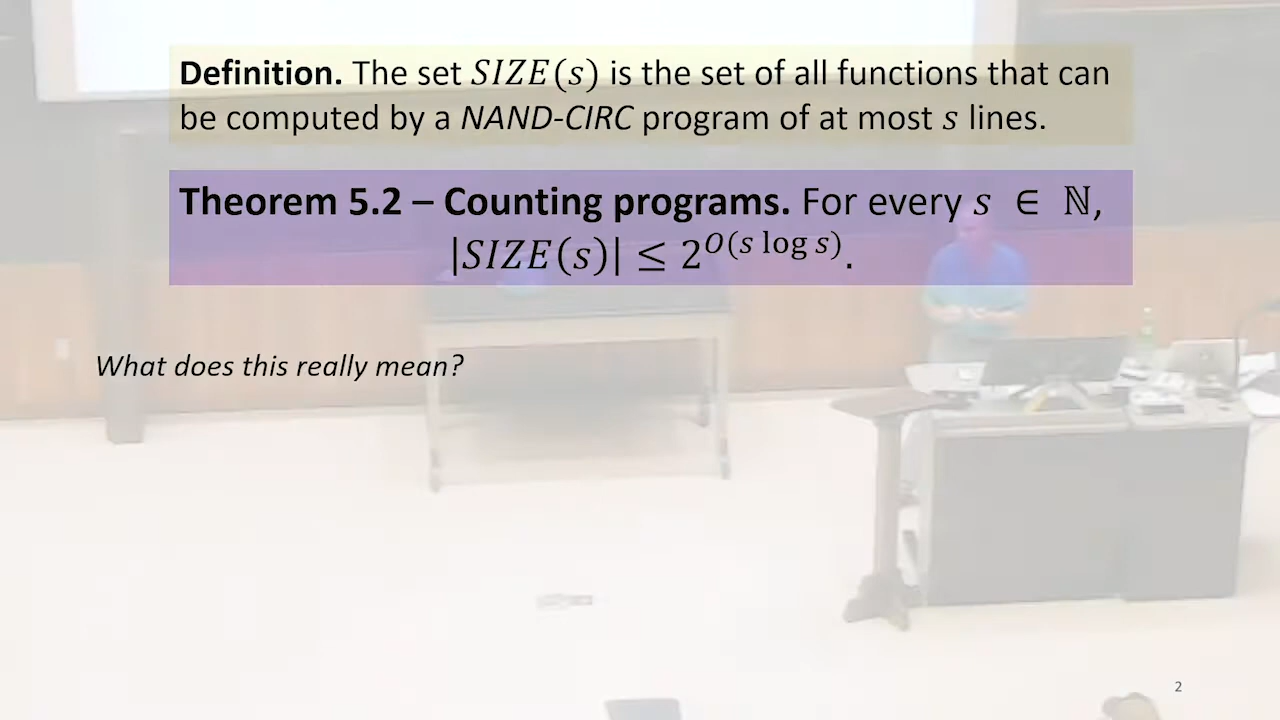 Definition. The set SIZE(s) is the set of all functions that can
be computed by a NAND-CIRC program of at most s lines.
Theorem 5.2 – Counting programs. For every s ∈ ℕ,
|SIZE(s)| ≤ 2^{O(s log s)}.
What does this really mean?
2